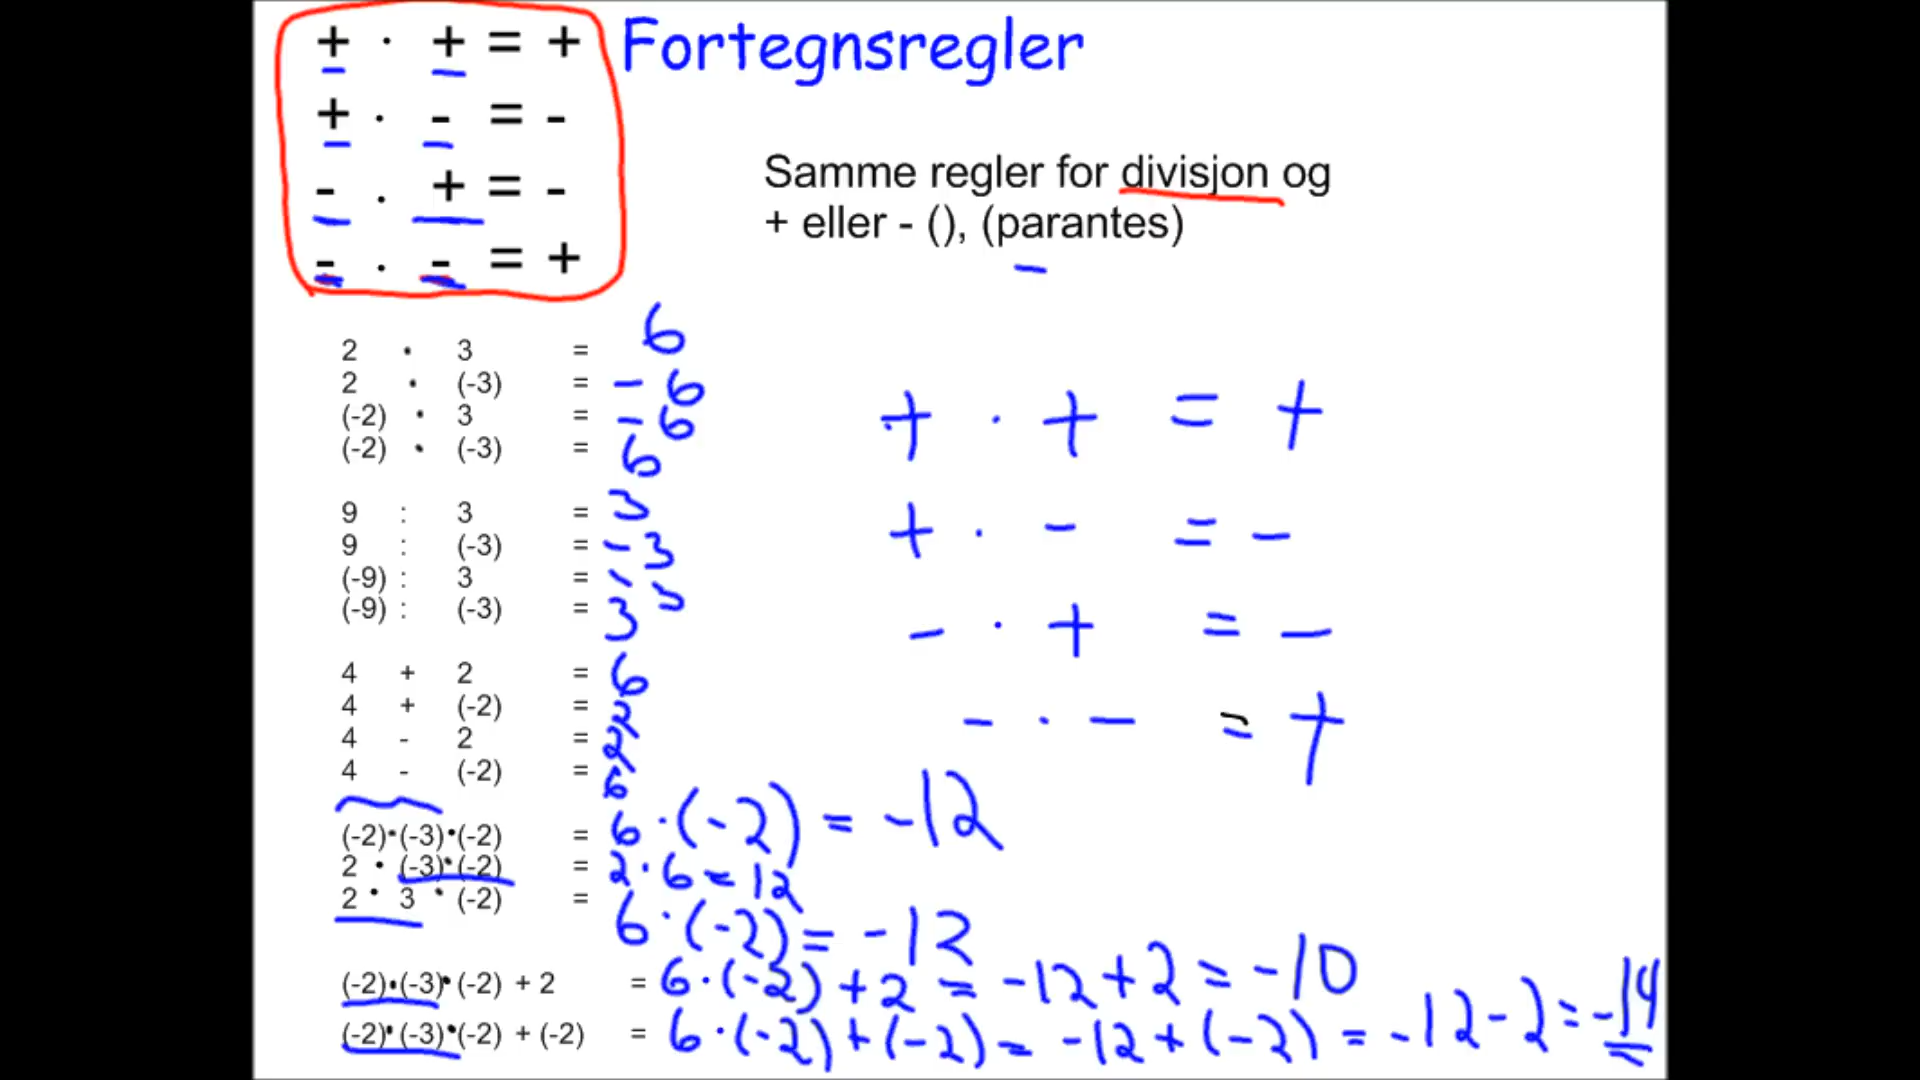 + · + = + Fortegnsregler
+ · - = -
- · + = -
- · - = +
Samme regler for divisjon og
+ eller - (), (parantes)
-
2 · 3 = 6
2 · (-3) = -6
(-2) · 3 = -6
(-2) · (-3) = 6
9 : 3 = 3
9 : (-3) = -3
(-9) : 3 = -3
(-9) : (-3) = 3
4 + 2 = 6
4 + (-2) = 2
4 - 2 = 2
4 - (-2) = 6
(-2)·(-3)·(-2) = 6·(-2) = -12
2 · (-3)·(-2) = 2·6 = 12
2 · 3 · (-2) = 6·(-2) = -12
(-2)·(-3)·(-2) + 2 = 6·(-2)+2 = -12+2 = -10
(-2)·(-3)·(-2) + (-2) = 6·(-2)+(-2) = -12+(-2) = -12-2=-14
+ · + = +
+ · - = -
- · + = -
- · - = +